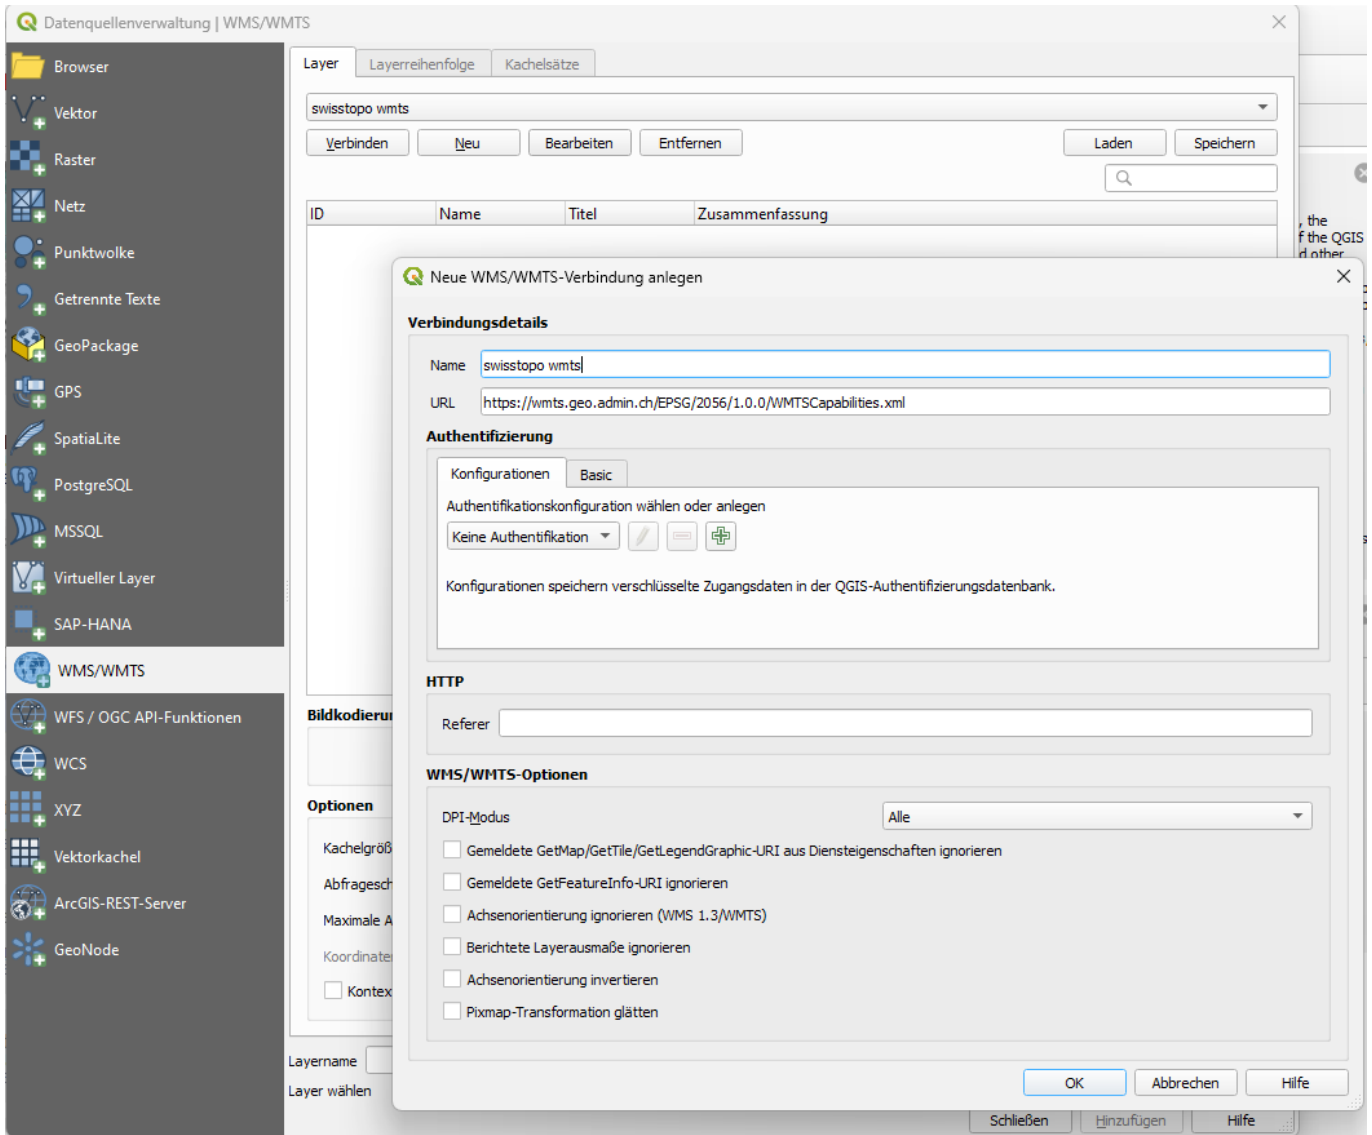 Datenquellenverwaltung | WMS/WMTS
Browser
Vektor
Raster
Netz
Punktwolke
Getrennte Texte
GeoPackage
GPS
SpatiaLite
PostgreSQL
MSSQL
Virtueller Layer
SAP-HANA
WMS/WMTS
WFS / OGC API-Funktionen
WCS
XYZ
Vektorkachel
ArcGIS-REST-Server
GeoNode
Layer Layerreihenfolge Kachelsätze
swisstopo wmts
Verbinden Neu Bearbeiten Entfernen Laden Speichern
ID Name Titel Zusammenfassung
, the
f the QGIS
d other
Neue WMS/WMTS-Verbindung anlegen
Verbindungsdetails
Name swisstopo wmts
URL https://wmts.geo.admin.ch/EPSG/2056/1.0.0/WMTSCapabilities.xml
Authentifizierung
Konfigurationen Basic
Authentifikationskonfiguration wählen oder anlegen
Keine Authentifikation
Konfigurationen speichern verschlüsselte Zugangsdaten in der QGIS-Authentifizierungsdatenbank.
HTTP
Referer
WMS/WMTS-Optionen
DPI-Modus Alle
Gemeldete GetMap/GetTile/GetLegendGraphic-URI aus Diensteigenschaften ignorieren
Gemeldete GetFeatureInfo-URI ignorieren
Achsenorientierung ignorieren (WMS 1.3/WMTS)
Berichtete Layerausmaße ignorieren
Achsenorientierung invertieren
Pixmap-Transformation glätten
OK Abbrechen Hilfe
Bildkodieru
Optionen
Kachelgröß
Abfragesch
Maximale A
Koordinate
Kontex
Layername
Layer wählen
Schließen Hinzufügen Hilfe